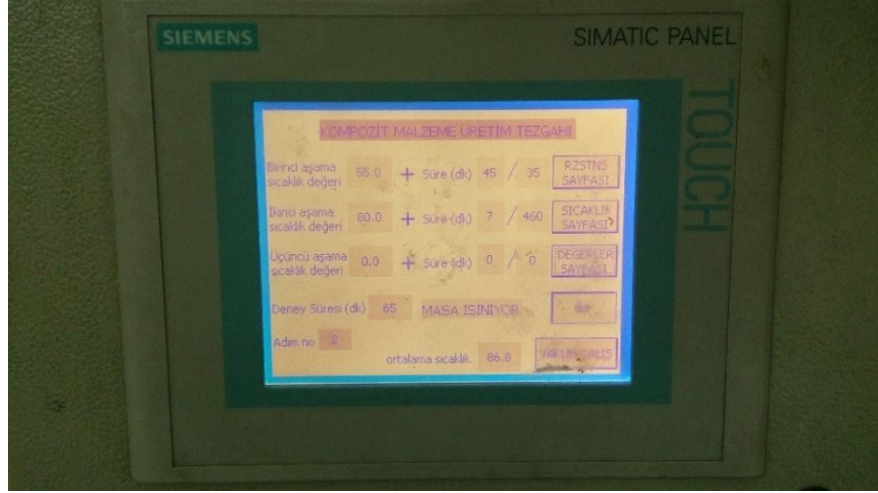 SIEMENS
SIMATIC PANEL
TOUCH
KOMPOZİT MALZEME ÜRETİM TEZGAHI
Birinci aşama sıcaklık değeri 55.0 + Süre (dk) 45 / 35 RZSTNS SAYFASI
İkinci aşama sıcaklık değeri 80.0 + Süre (dk) 7 / 460 SICAKLIK SAYFASI
Üçüncü aşama sıcaklık değeri 0.0 + Süre (dk) 0 / 0 DEĞERLER SAYFASI
Deney Süresi (dk) 65 MASA ISINIYOR
Adım no 2
ortalama sıcaklık 86.8 VAKUM